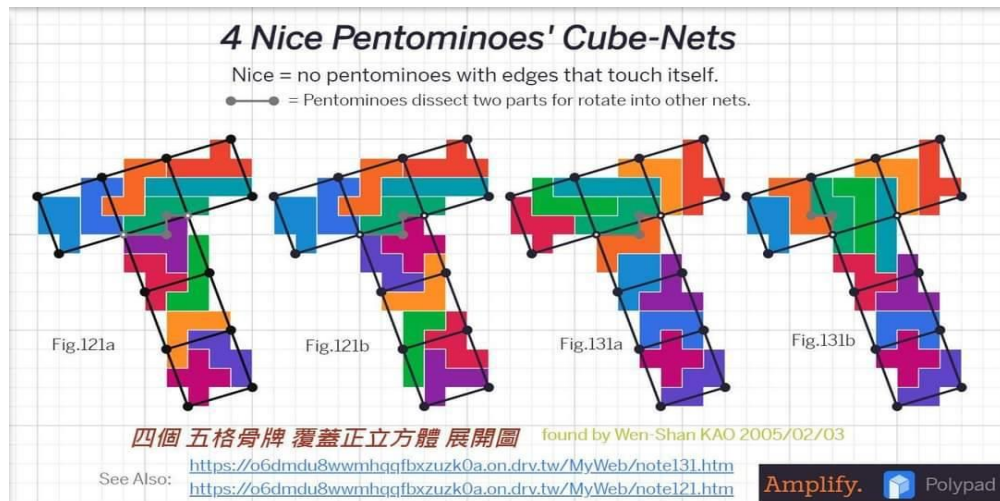 4 Nice Pentominoes' Cube-Nets
Nice = no pentominoes with edges that touch itself.
= Pentominoes dissect two parts for rotate into other nets.
Fig.121a
Fig.121b
Fig.131a
Fig.131b
四個 五格骨牌 覆蓋正立方體 展開圖
found by Wen-Shan KAO 2005/02/03
See Also:
https://o6dmdu8wwmhqqfbxzuzk0a.on.drv.tw/MyWeb/note131.htm
https://o6dmdu8wwmhqqfbxzuzk0a.on.drv.tw/MyWeb/note121.htm
Amplify.
Polypad